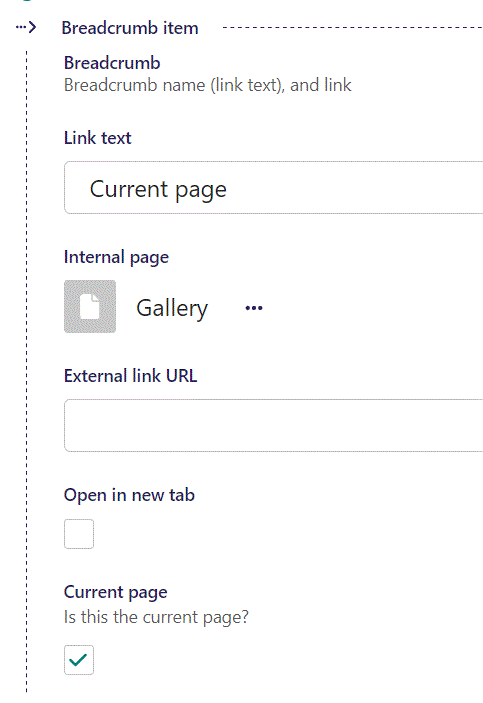 Breadcrumb item
Breadcrumb
Breadcrumb name (link text), and link
Link text
Current page
Internal page
Gallery
External link URL
Open in new tab
Current page
Is this the current page?